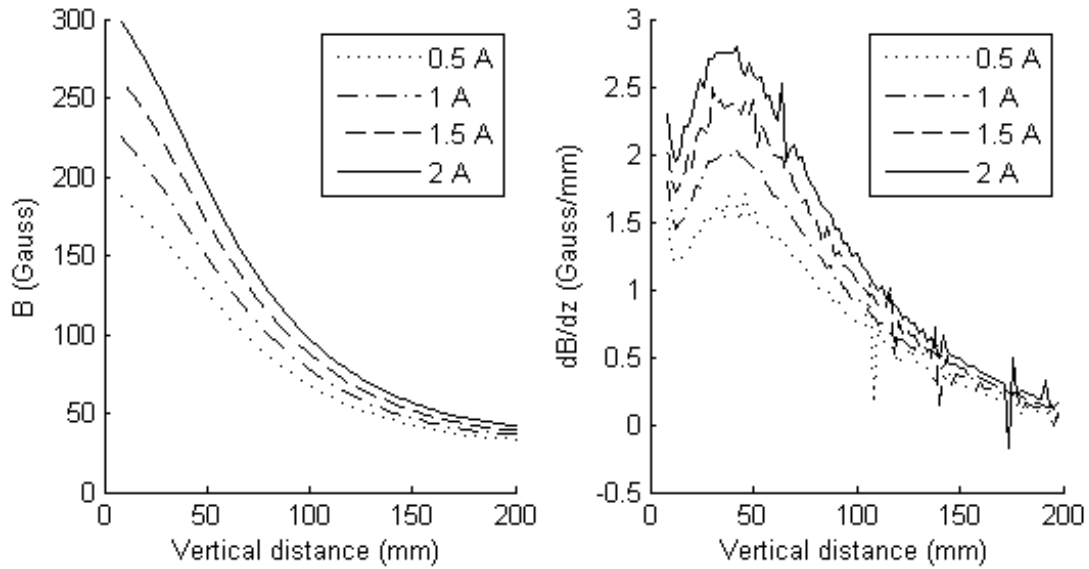 300
250
200
150
100
50
0
B (Gauss)
0.5 A
1 A
1.5 A
2 A
0 50 100 150 200
Vertical distance (mm)
3
2.5
2
1.5
1
0.5
0
-0.5
dB/dz (Gauss/mm)
0.5 A
1 A
1.5 A
2 A
0 50 100 150 200
Vertical distance (mm)